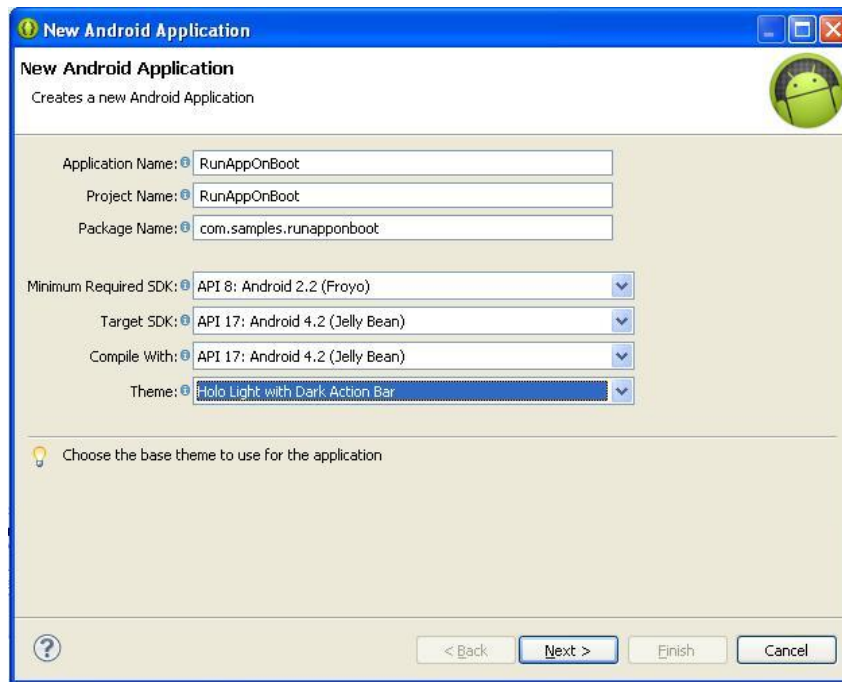 New Android Application
New Android Application
Creates a new Android Application
Application Name: RunAppOnBoot
Project Name: RunAppOnBoot
Package Name: com.samples.runapponboot
Minimum Required SDK: API 8: Android 2.2 (Froyo)
Target SDK: API 17: Android 4.2 (Jelly Bean)
Compile With: API 17: Android 4.2 (Jelly Bean)
Theme: Holo Light with Dark Action Bar
Choose the base theme to use for the application
? < Back Next > Finish Cancel